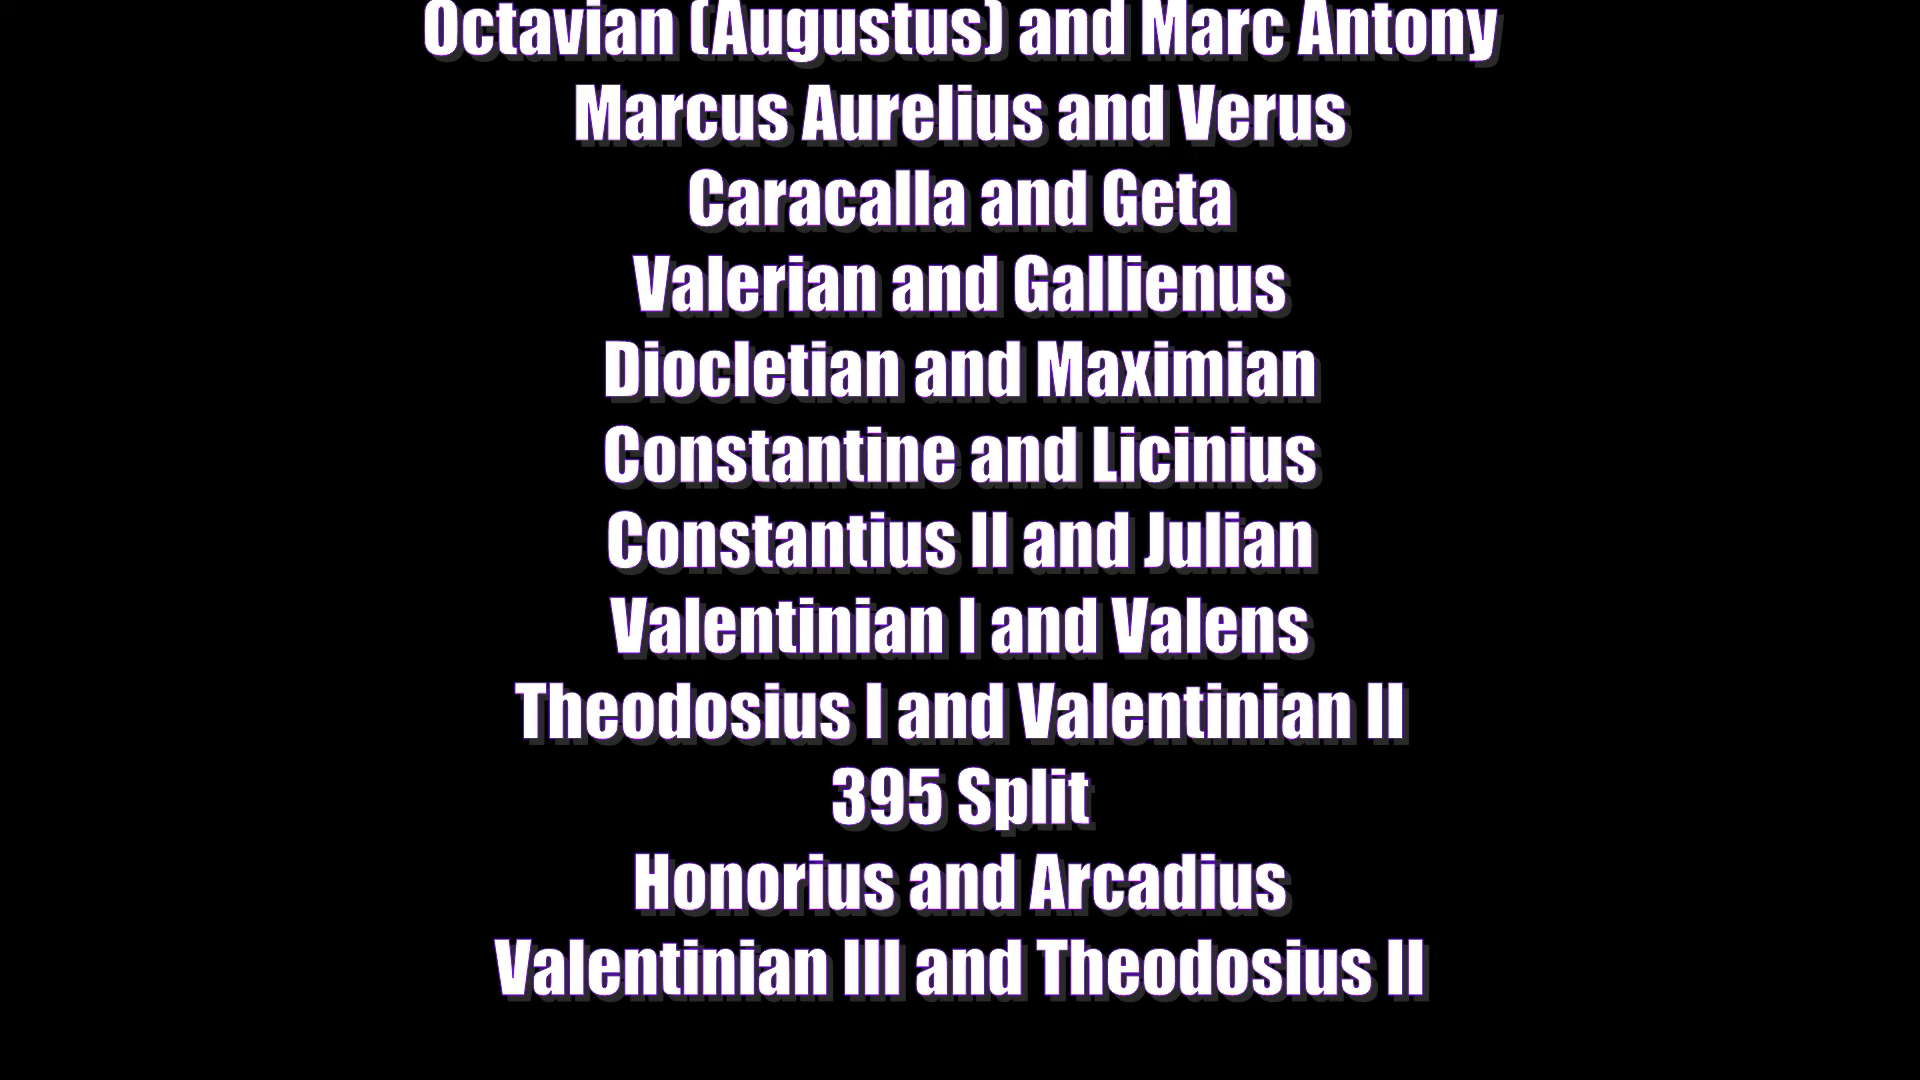 Octavian (Augustus) and Marc Antony
Marcus Aurelius and Verus
Caracalla and Geta
Valerian and Gallienus
Diocletian and Maximian
Constantine and Licinius
Constantius II and Julian
Valentinian I and Valens
Theodosius I and Valentinian II
395 Split
Honorius and Arcadius
Valentinian III and Theodosius II